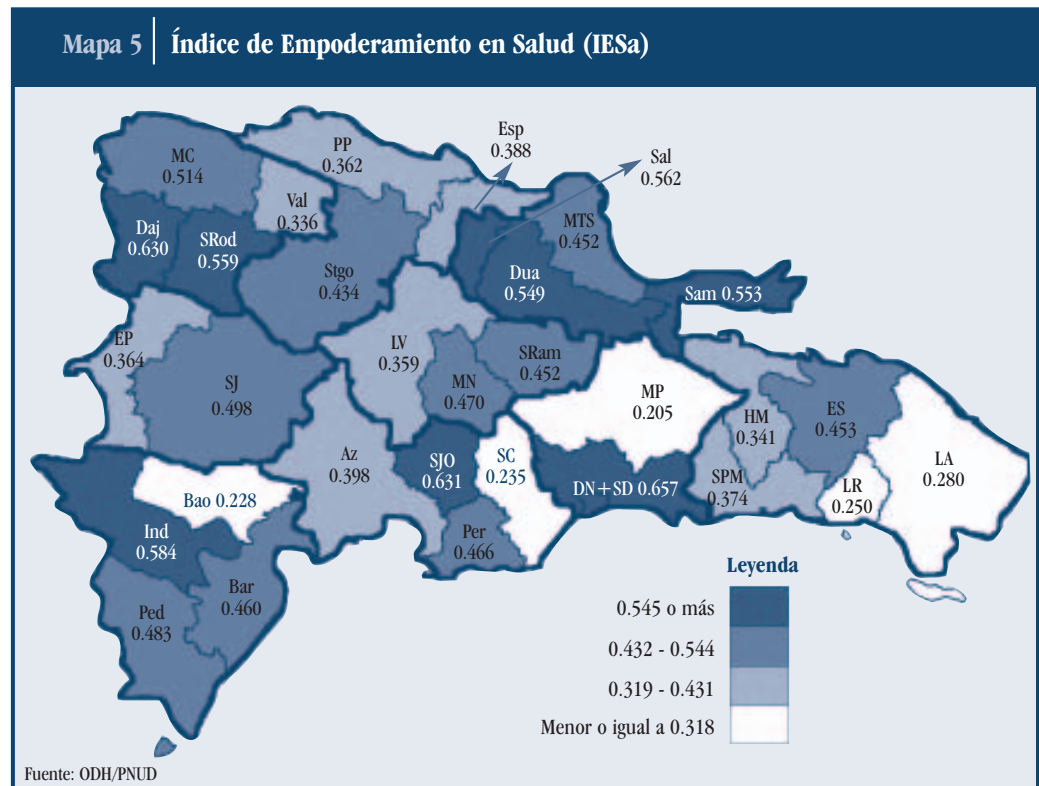 Mapa 5 Índice de Empoderamiento en Salud (IESa)
Esp
0.388
Sal
0.562
PP
0.362
MC
0.514
Val
0.336
MTS
0.452
Daj
0.630
SRod
0.559
Stgo
0.434
Dua
0.549
Sam 0.553
EP
0.364
LV
0.359
SRam
0.452
SJ
0.498
MN
0.470
MP
0.205
HM
0.341
ES
0.453
Az
0.398
SJO
0.631
SC
0.235
DN+SD 0.657
SPM
0.374
LR
0.250
LA
0.280
Bao 0.228
Ind
0.584
Per
0.466
Bar
0.460
Ped
0.483
Leyenda
0.545 o más
0.432 - 0.544
0.319 - 0.431
Menor o igual a 0.318
Fuente: ODH/PNUD